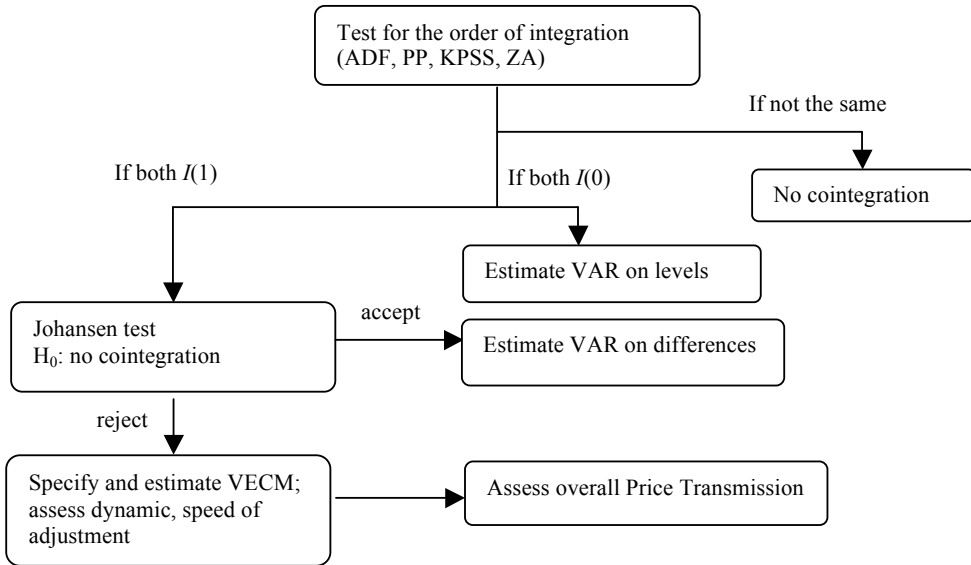 Test for the order of integration
(ADF, PP, KPSS, ZA)
If not the same
If both I(1)
If both I(0)
No cointegration
Estimate VAR on levels
accept
Johansen test
H₀: no cointegration
Estimate VAR on differences
reject
Specify and estimate VECM;
assess dynamic, speed of
adjustment
Assess overall Price Transmission